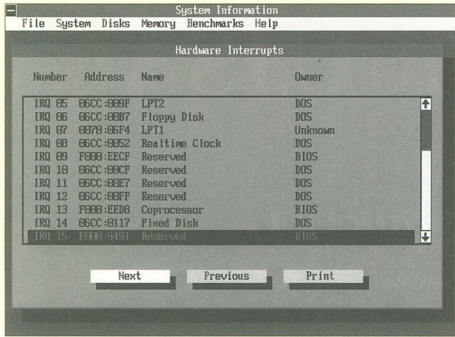 System Information
File System Disks Memory Benchmarks Help
Hardware Interrupts
Number Address Name Owner
IRQ 05 06CC:009F LPT2 DOS
IRQ 06 06CC:00B7 Floppy Disk DOS
IRQ 07 0070:06F4 LPT1 Unknown
IRQ 08 06CC:0052 Realtime Clock DOS
IRQ 09 F000:EECF Reserved BIOS
IRQ 10 06CC:00CF Reserved DOS
IRQ 11 06CC:00E7 Reserved DOS
IRQ 12 06CC:00FF Reserved DOS
IRQ 13 F000:EED8 Coprocessor BIOS
IRQ 14 06CC:0117 Fixed Disk DOS
IRQ 15 F000:9491 Reserved BIOS
Next Previous Print